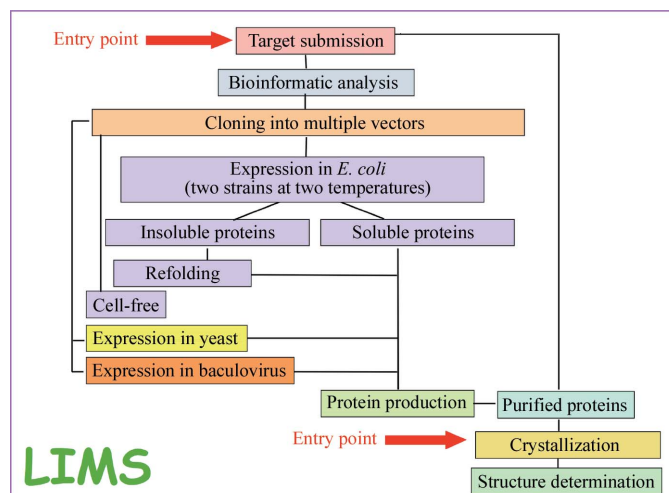 Entry point
Target submission
Bioinformatic analysis
Cloning into multiple vectors
Expression in E. coli
(two strains at two temperatures)
Insoluble proteins
Soluble proteins
Refolding
Cell-free
Expression in yeast
Expression in baculovirus
Protein production
Purified proteins
Entry point
Crystallization
LIMS
Structure determination